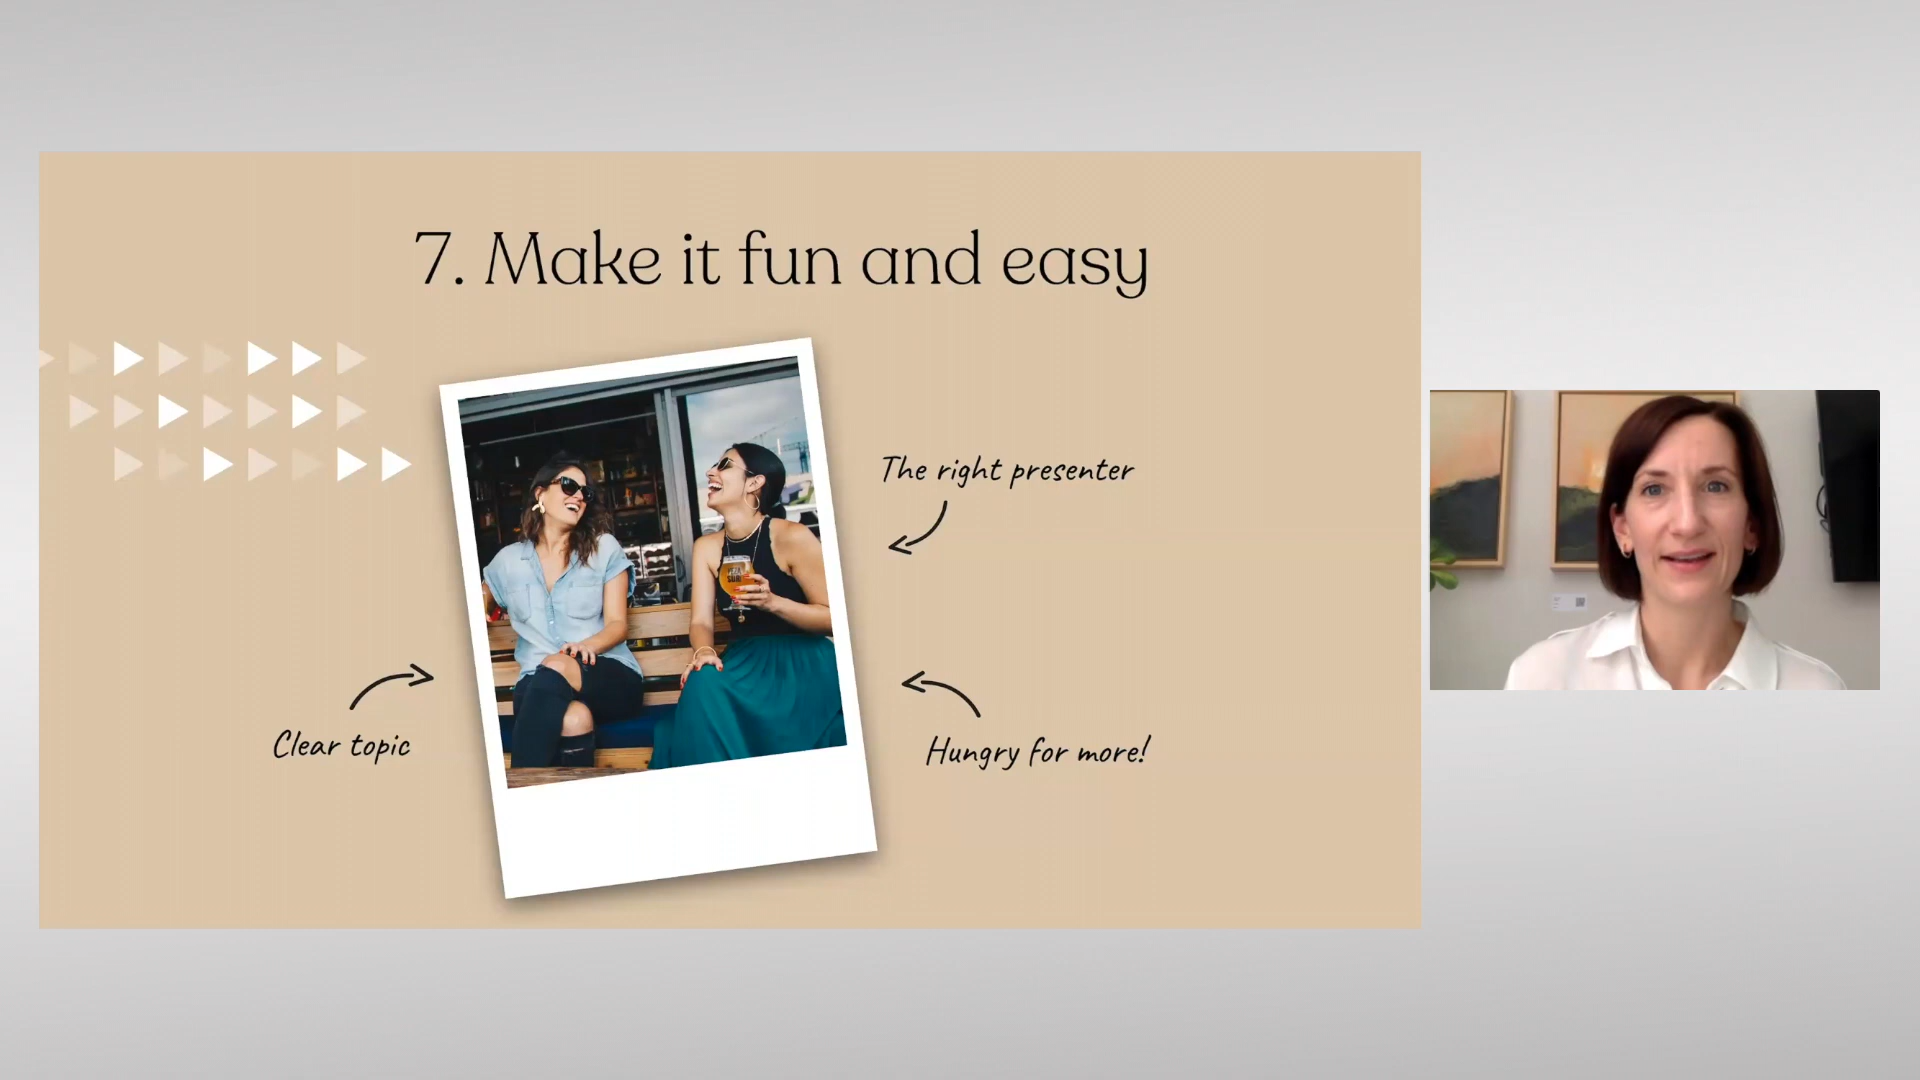 7. Make it fun and easy
The right presenter
Clear topic
Hungry for more!